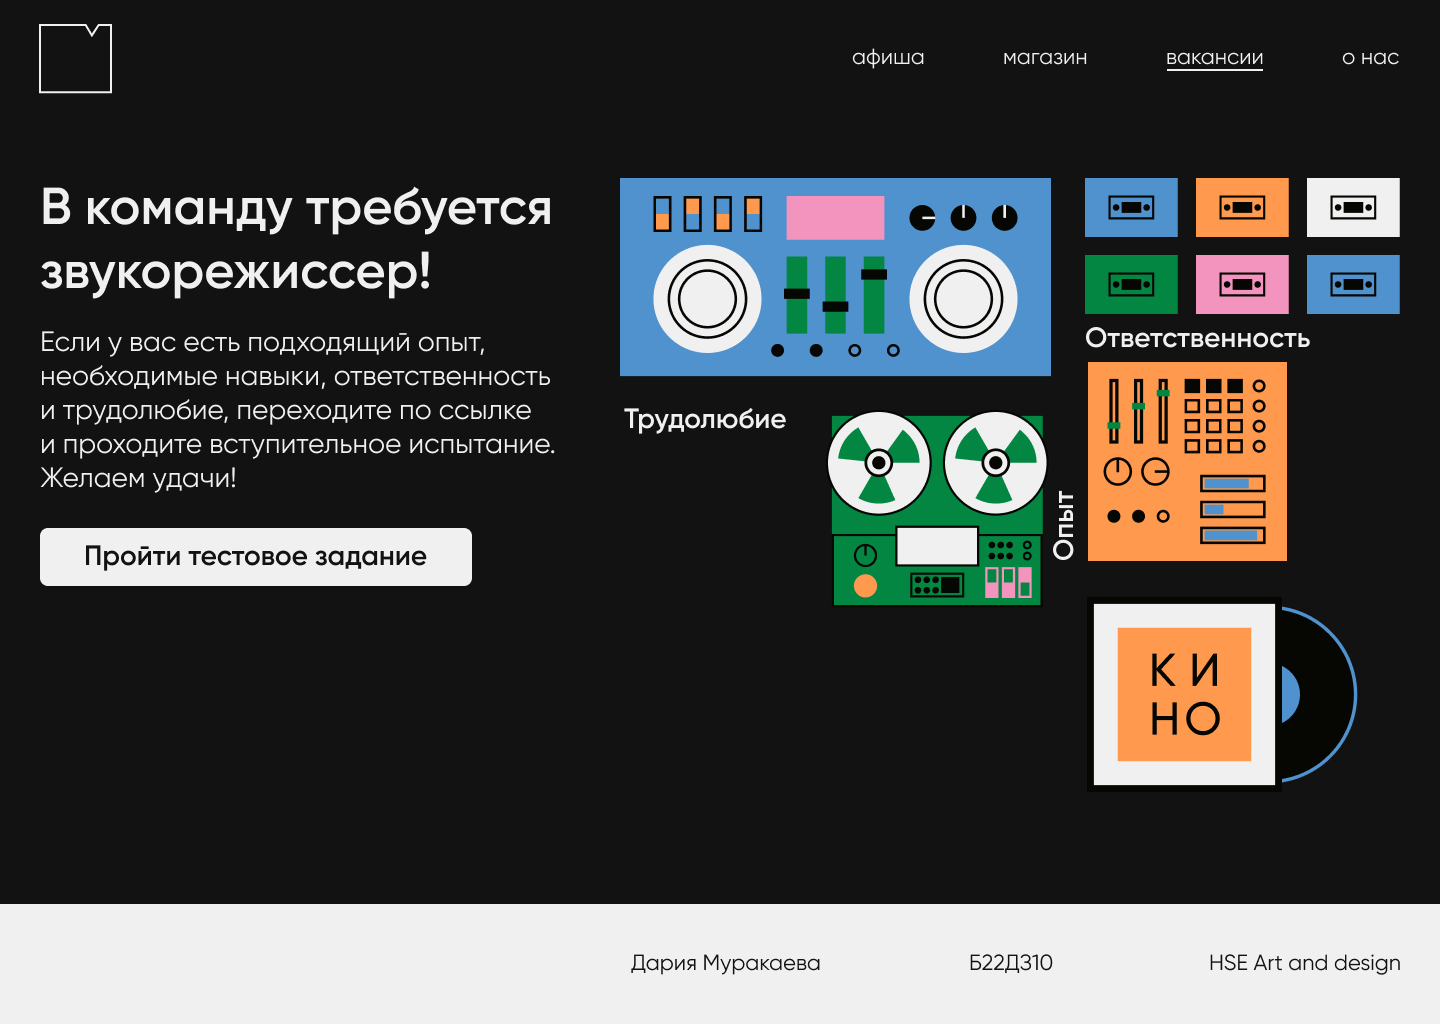 афиша
магазин
вакансии
о нас
В команду требуется
звукорежиссер!
Если у вас есть подходящий опыт,
необходимые навыки, ответственность
и трудолюбие, переходите по ссылке
и проходите вступительное испытание.
Желаем удачи!
Пройти тестовое задание
Трудолюбие
Ответственность
Опыт
КИ
НО
Дария Муракаева
Б22ДЗ10
HSE Art and design